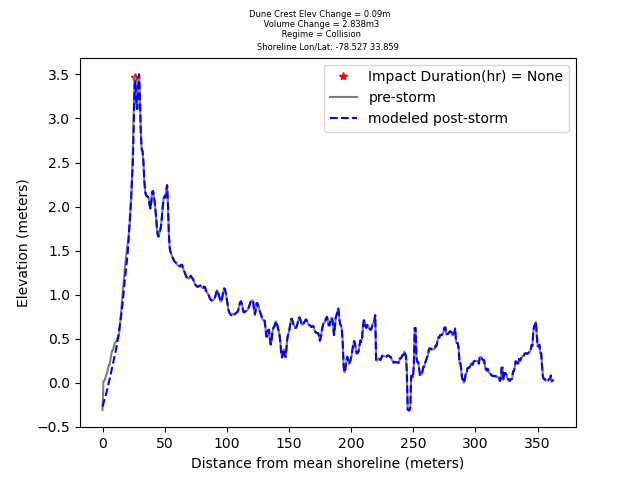 Dune Crest Elev Change = 0.09m
Volume Change = 2.838m3
Regime = Collision
Shoreline Lon/Lat: -78.527 33.859
Impact Duration(hr) = None
pre-storm
modeled post-storm
Elevation (meters)
3.5
3.0
2.5
2.0
1.5
1.0
0.5
0.0
−0.5
0 50 100 150 200 250 300 350
Distance from mean shoreline (meters)